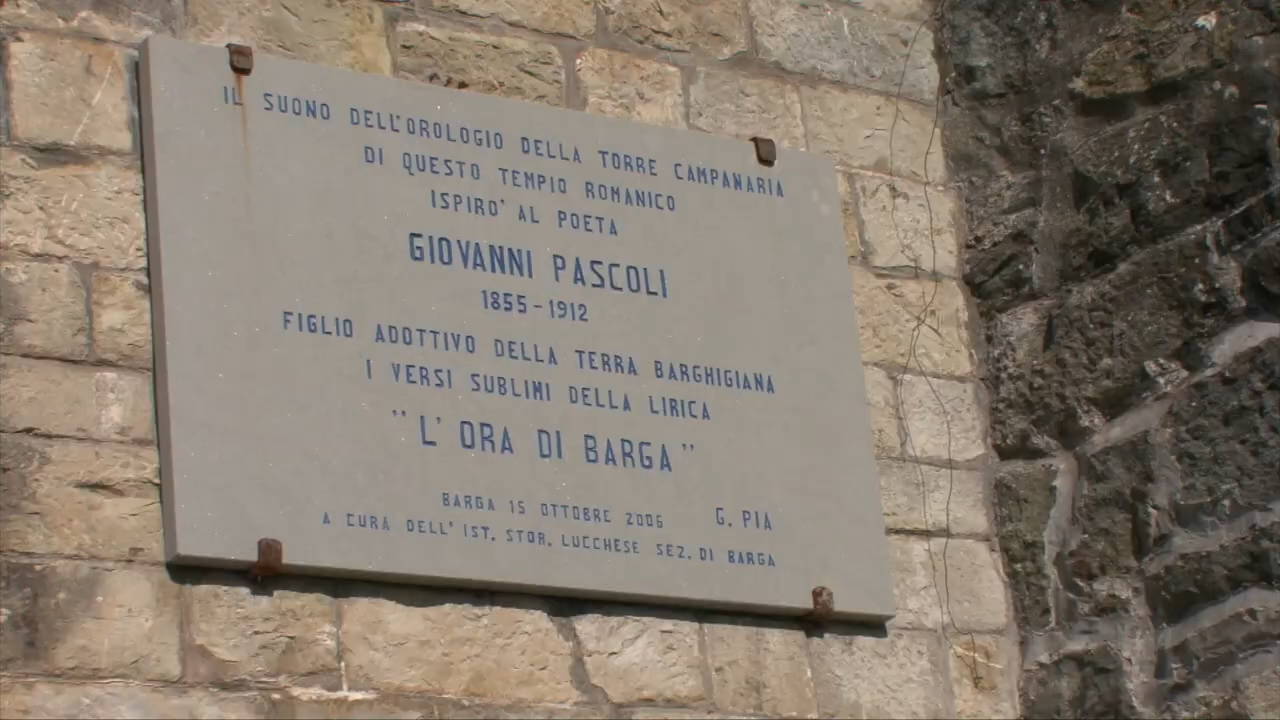 IL SUONO DELL'OROLOGIO DELLA TORRE CAMPANARIA
DI QUESTO TEMPIO ROMANICO
ISPIRO' AL POETA
GIOVANNI PASCOLI
1855-1912
FIGLIO ADOTTIVO DELLA TERRA BARGHIGIANA
I VERSI SUBLIMI DELLA LIRICA
"L'ORA DI BARGA"
BARGA 15 OTTOBRE 2006 G. PIA
A CURA DELL'IST. STOR. LUCCHESE SEZ. DI BARGA